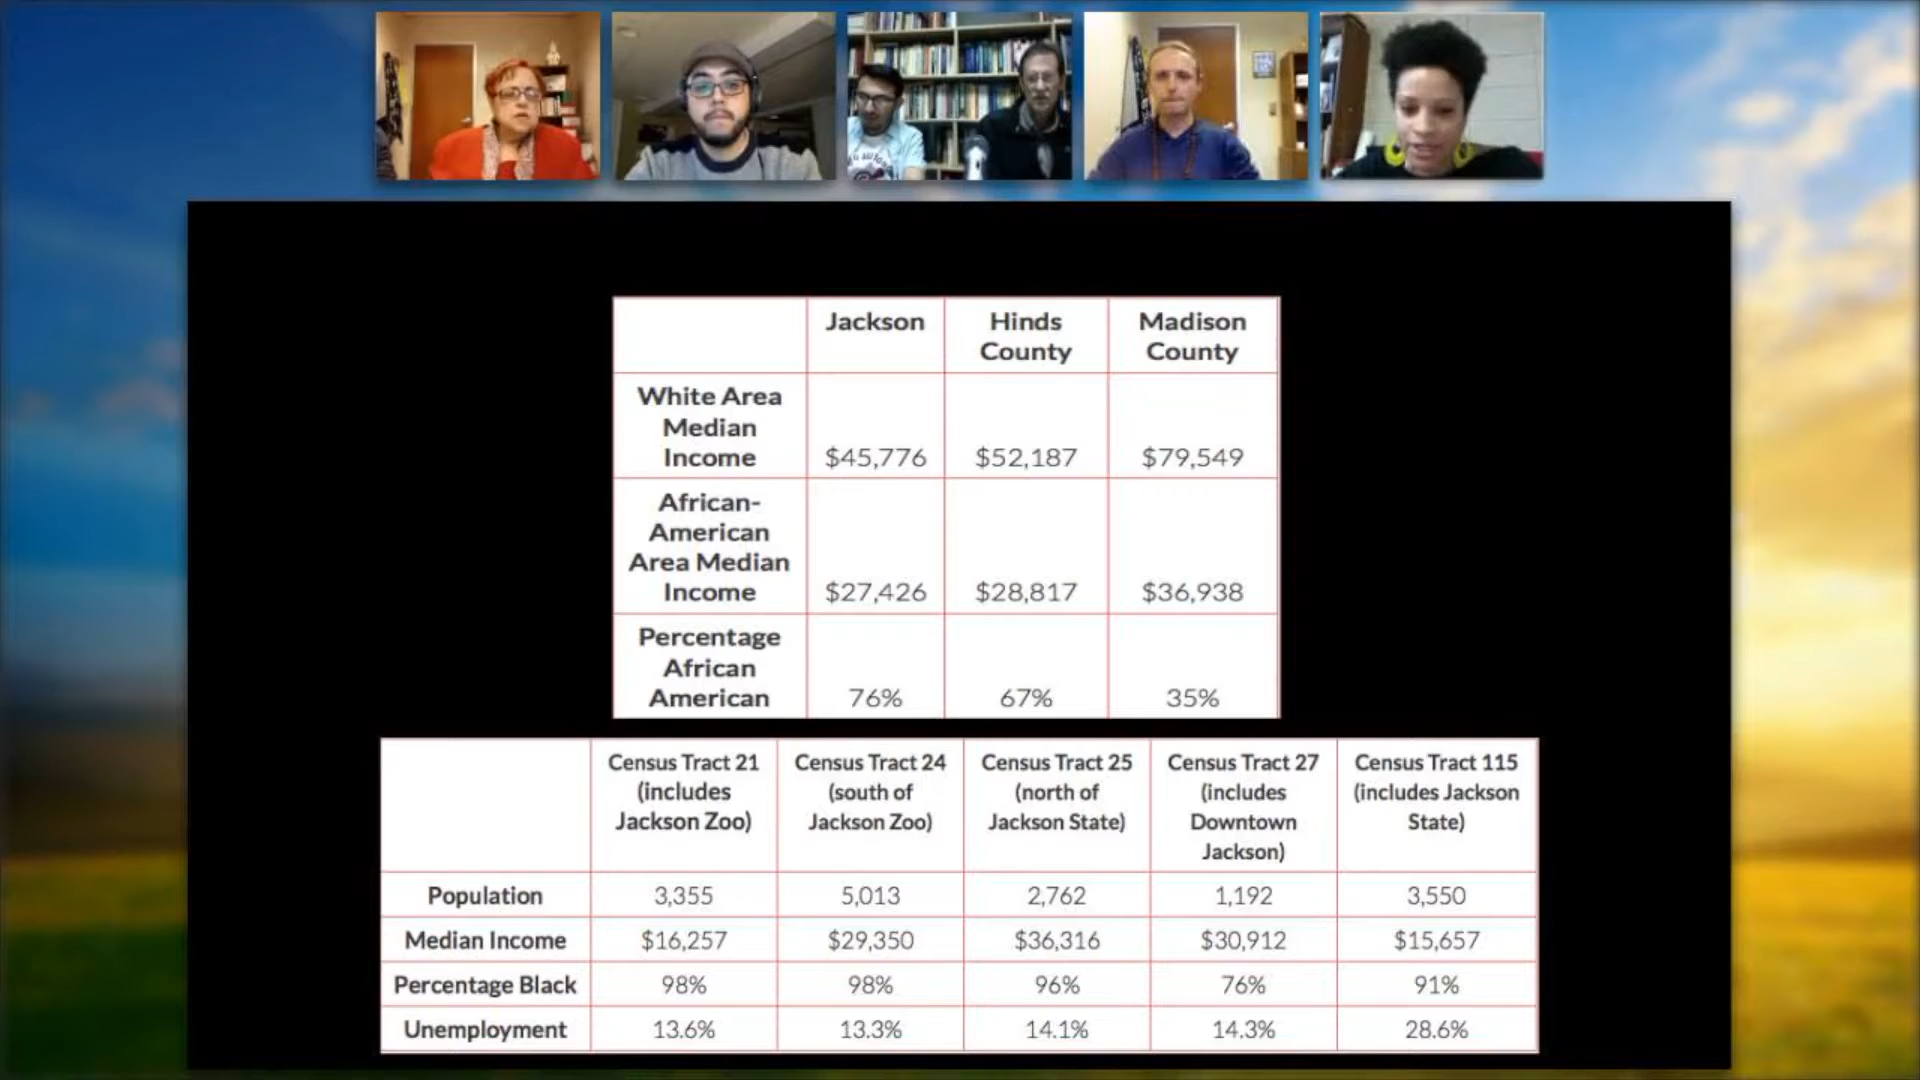 Jackson
Hinds
County
Madison
County
White Area
Median
Income
$45,776
$52,187
$79,549
African-
American
Area Median
Income
$27,426
$28,817
$36,938
Percentage
African
American
76%
67%
35%
Census Tract 21
(includes
Jackson Zoo)
Census Tract 24
(south of
Jackson Zoo)
Census Tract 25
(north of
Jackson State)
Census Tract 27
(includes
Downtown
Jackson)
Census Tract 115
(includes Jackson
State)
Population
3,355
5,013
2,762
1,192
3,550
Median Income
$16,257
$29,350
$36,316
$30,912
$15,657
Percentage Black
98%
98%
96%
76%
91%
Unemployment
13.6%
13.3%
14.1%
14.3%
28.6%